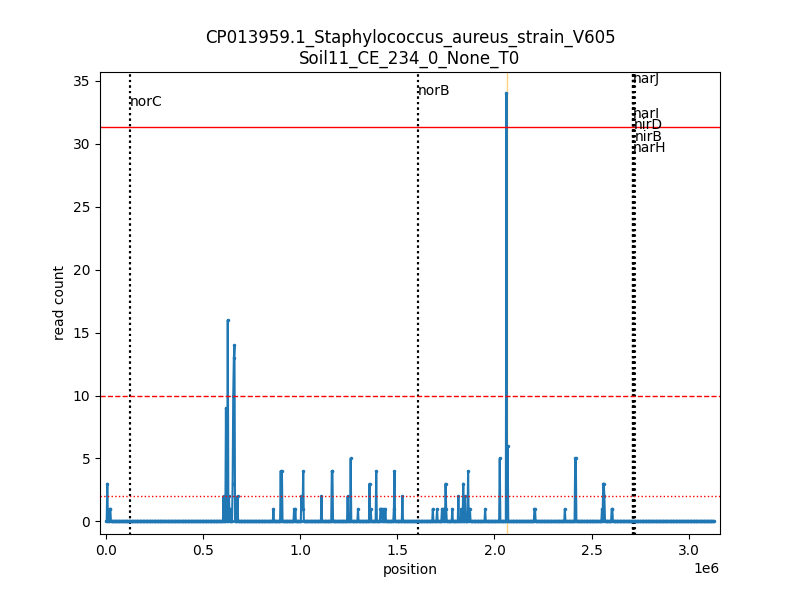 CP013959.1_Staphylococcus_aureus_strain_V605
Soil11_CE_234_0_None_T0
35
30
25
20
15
10
5
0
read count
norC
norB
narJ
narI
nirD
nirB
narH
0.0 0.5 1.0 1.5 2.0 2.5 3.0
1e6
position